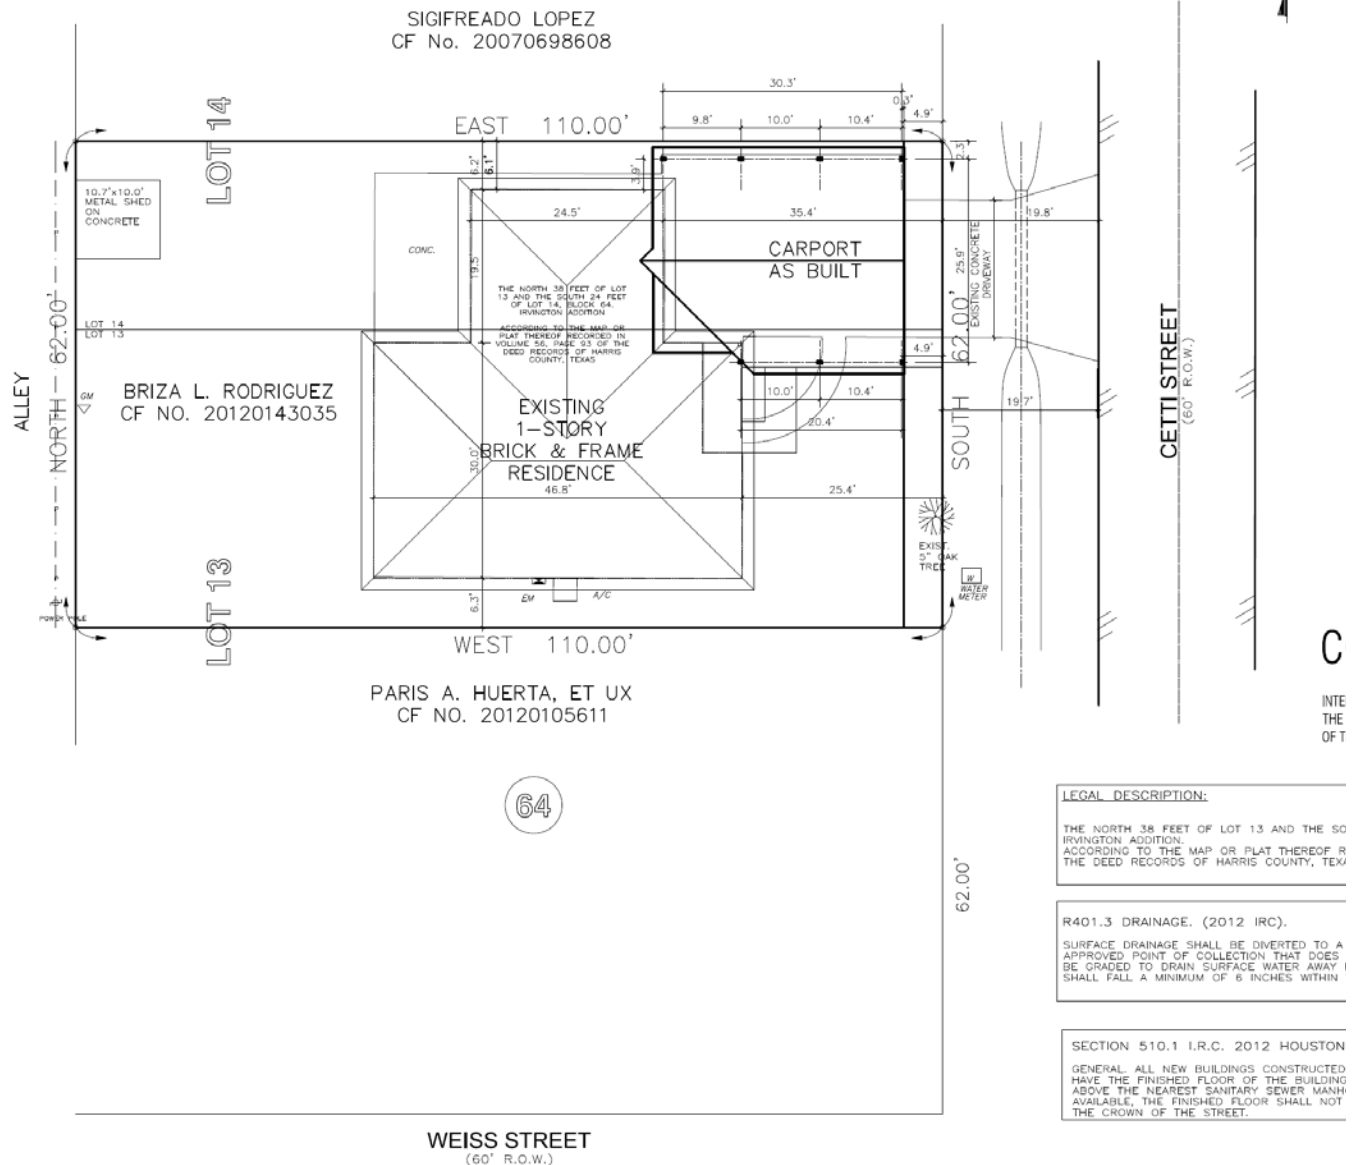 SIGIFREADO LOPEZ
CF No. 20070698608
30.3'
0.3'
4.9'
9.8'
10.0'
10.4'
EAST 110.00'
LOT 14
6.2'
6.1'
3.9'
2.3'
10.7'x10.0'
METAL SHED
ON
CONCRETE
24.5'
35.4'
19.8'
CONC.
19.5'
CARPORT
AS BUILT
25.9'
EXISTING CONCRETE
DRIVEWAY
THE NORTH 38 FEET OF LOT
13 AND THE SOUTH 24 FEET
OF LOT 14, BLOCK 64,
IRVINGTON ADDITION
ACCORDING TO THE MAP OR
PLAT THEREOF RECORDED IN
VOLUME 56, PAGE 93 OF THE
DEED RECORDS OF HARRIS
COUNTY, TEXAS
LOT 14
LOT 13
ALLEY
NORTH 62.00'
SOUTH 62.00'
4.9'
CETTI STREET
(60' R.O.W.)
BRIZA L. RODRIGUEZ
CF NO. 20120143035
GM
10.0'
10.4'
19.7'
20.4'
EXISTING
1-STORY
BRICK & FRAME
RESIDENCE
30.0'
46.8'
25.4'
EXIST.
5" OAK
TREE
W
WATER
METER
LOT 13
6.3'
EM
A/C
POWER POLE
WEST 110.00'
PARIS A. HUERTA, ET UX
CF NO. 20120105611
64
62.00'
WEISS STREET
(60' R.O.W.)
C
INTE
THE
OF T
LEGAL DESCRIPTION:
THE NORTH 38 FEET OF LOT 13 AND THE SO
IRVINGTON ADDITION.
ACCORDING TO THE MAP OR PLAT THEREOF R
THE DEED RECORDS OF HARRIS COUNTY, TEXA
R401.3 DRAINAGE. (2012 IRC).
SURFACE DRAINAGE SHALL BE DIVERTED TO A
APPROVED POINT OF COLLECTION THAT DOES
BE GRADED TO DRAIN SURFACE WATER AWAY
SHALL FALL A MINIMUM OF 6 INCHES WITHIN
SECTION 510.1 I.R.C. 2012 HOUSTON
GENERAL. ALL NEW BUILDINGS CONSTRUCTED
HAVE THE FINISHED FLOOR OF THE BUILDING
ABOVE THE NEAREST SANITARY SEWER MANH
AVAILABLE, THE FINISHED FLOOR SHALL NOT
THE CROWN OF THE STREET.